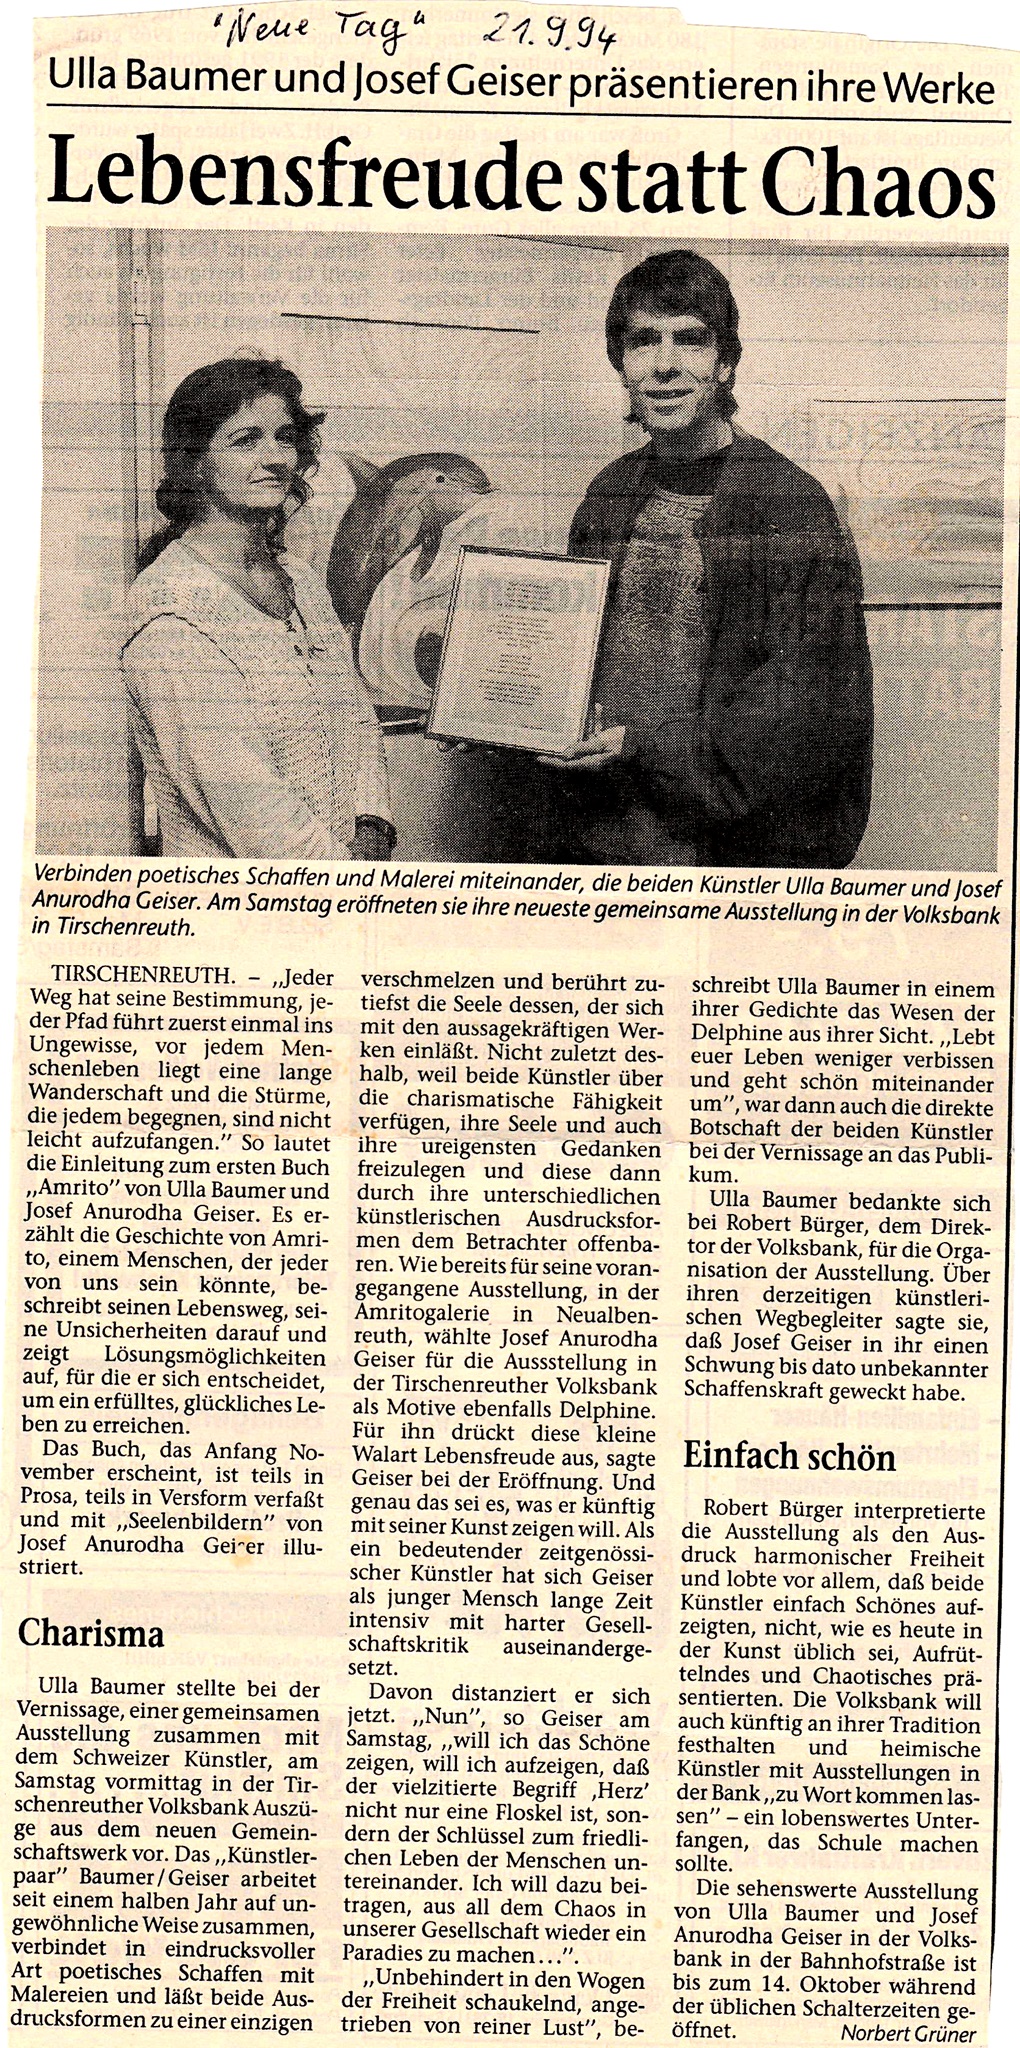 "Neue Tag" 21.9.94
Ulla Baumer und Josef Geiser präsentieren ihre Werke
Lebensfreude statt Chaos
Verbinden poetisches Schaffen und Malerei miteinander, die beiden Künstler Ulla Baumer und Josef
Anurodha Geiser. Am Samstag eröffneten sie ihre neueste gemeinsame Ausstellung in der Volksbank
in Tirschenreuth.
TIRSCHENREUTH. – „Jeder
Weg hat seine Bestimmung, je-
der Pfad führt zuerst einmal ins
Ungewisse, vor jedem Men-
schenleben liegt eine lange
Wanderschaft und die Stürme,
die jedem begegnen, sind nicht
leicht aufzufangen.” So lautet
die Einleitung zum ersten Buch
„Amrito” von Ulla Baumer und
Josef Anurodha Geiser. Es er-
zählt die Geschichte von Amri-
to, einem Menschen, der jeder
von uns sein könnte, be-
schreibt seinen Lebensweg, sei-
ne Unsicherheiten darauf und
zeigt Lösungsmöglichkeiten
auf, für die er sich entscheidet,
um ein erfülltes, glückliches Le-
ben zu erreichen.
Das Buch, das Anfang No-
vember erscheint, ist teils in
Prosa, teils in Versform verfaßt
und mit „Seelenbildern” von
Josef Anurodha Geiser illu-
striert.
Charisma
Ulla Baumer stellte bei der
Vernissage, einer gemeinsamen
Ausstellung zusammen mit
dem Schweizer Künstler, am
Samstag vormittag in der Tir-
schenreuther Volksbank Auszü-
ge aus dem neuen Gemein-
schaftswerk vor. Das „Künstler-
paar” Baumer/Geiser arbeitet
seit einem halben Jahr auf un-
gewöhnliche Weise zusammen,
verbindet in eindrucksvoller
Art poetisches Schaffen mit
Malereien und läßt beide Aus-
drucksformen zu einer einzigen
verschmelzen und berührt zu-
tiefst die Seele dessen, der sich
mit den aussagekräftigen Wer-
ken einläßt. Nicht zuletzt des-
halb, weil beide Künstler über
die charismatische Fähigkeit
verfügen, ihre Seele und auch
ihre ureigensten Gedanken
freizulegen und diese dann
durch ihre unterschiedlichen
künstlerischen Ausdrucksfor-
men dem Betrachter offenba-
ren. Wie bereits für seine voran-
gegangene Ausstellung, in der
Amritogalerie in Neualben-
reuth, wählte Josef Anurodha
Geiser für die Aussstellung in
der Tirschenreuther Volksbank
als Motive ebenfalls Delphine.
Für ihn drückt diese kleine
Walart Lebensfreude aus, sagte
Geiser bei der Eröffnung. Und
genau das sei es, was er künftig
mit seiner Kunst zeigen will. Als
ein bedeutender zeitgenössi-
scher Künstler hat sich Geiser
als junger Mensch lange Zeit
intensiv mit harter Gesell-
schaftskritik auseinanderge-
setzt.
Davon distanziert er sich
jetzt. „Nun”, so Geiser am
Samstag, „will ich das Schöne
zeigen, will ich aufzeigen, daß
der vielzitierte Begriff ‚Herz’
nicht nur eine Floskel ist, son-
dern der Schlüssel zum friedli-
chen Leben der Menschen un-
tereinander. Ich will dazu bei-
tragen, aus all dem Chaos in
unserer Gesellschaft wieder ein
Paradies zu machen...”.
„Unbehindert in den Wogen
der Freiheit schaukelnd, ange-
trieben von reiner Lust”, be-
schreibt Ulla Baumer in einem
ihrer Gedichte das Wesen der
Delphine aus ihrer Sicht. „Lebt
euer Leben weniger verbissen
und geht schön miteinander
um”, war dann auch die direkte
Botschaft der beiden Künstler
bei der Vernissage an das Publi-
kum.
Ulla Baumer bedankte sich
bei Robert Bürger, dem Direk-
tor der Volksbank, für die Orga-
nisation der Ausstellung. Über
ihren derzeitigen künstleri-
schen Wegbegleiter sagte sie,
daß Josef Geiser in ihr einen
Schwung bis dato unbekannter
Schaffenskraft geweckt habe.
Einfach schön
Robert Bürger interpretierte
die Ausstellung als den Aus-
druck harmonischer Freiheit
und lobte vor allem, daß beide
Künstler einfach Schönes auf-
zeigten, nicht, wie es heute in
der Kunst üblich sei, Aufrüt-
telndes und Chaotisches prä-
sentierten. Die Volksbank will
auch künftig an ihrer Tradition
festhalten und heimische
Künstler mit Ausstellungen in
der Bank „zu Wort kommen las-
sen” – ein lobenswertes Unter-
fangen, das Schule machen
sollte.
Die sehenswerte Ausstellung
von Ulla Baumer und Josef
Anurodha Geiser in der Volks-
bank in der Bahnhofstraße ist
bis zum 14. Oktober während
der üblichen Schalterzeiten ge-
öffnet. Norbert Grüner